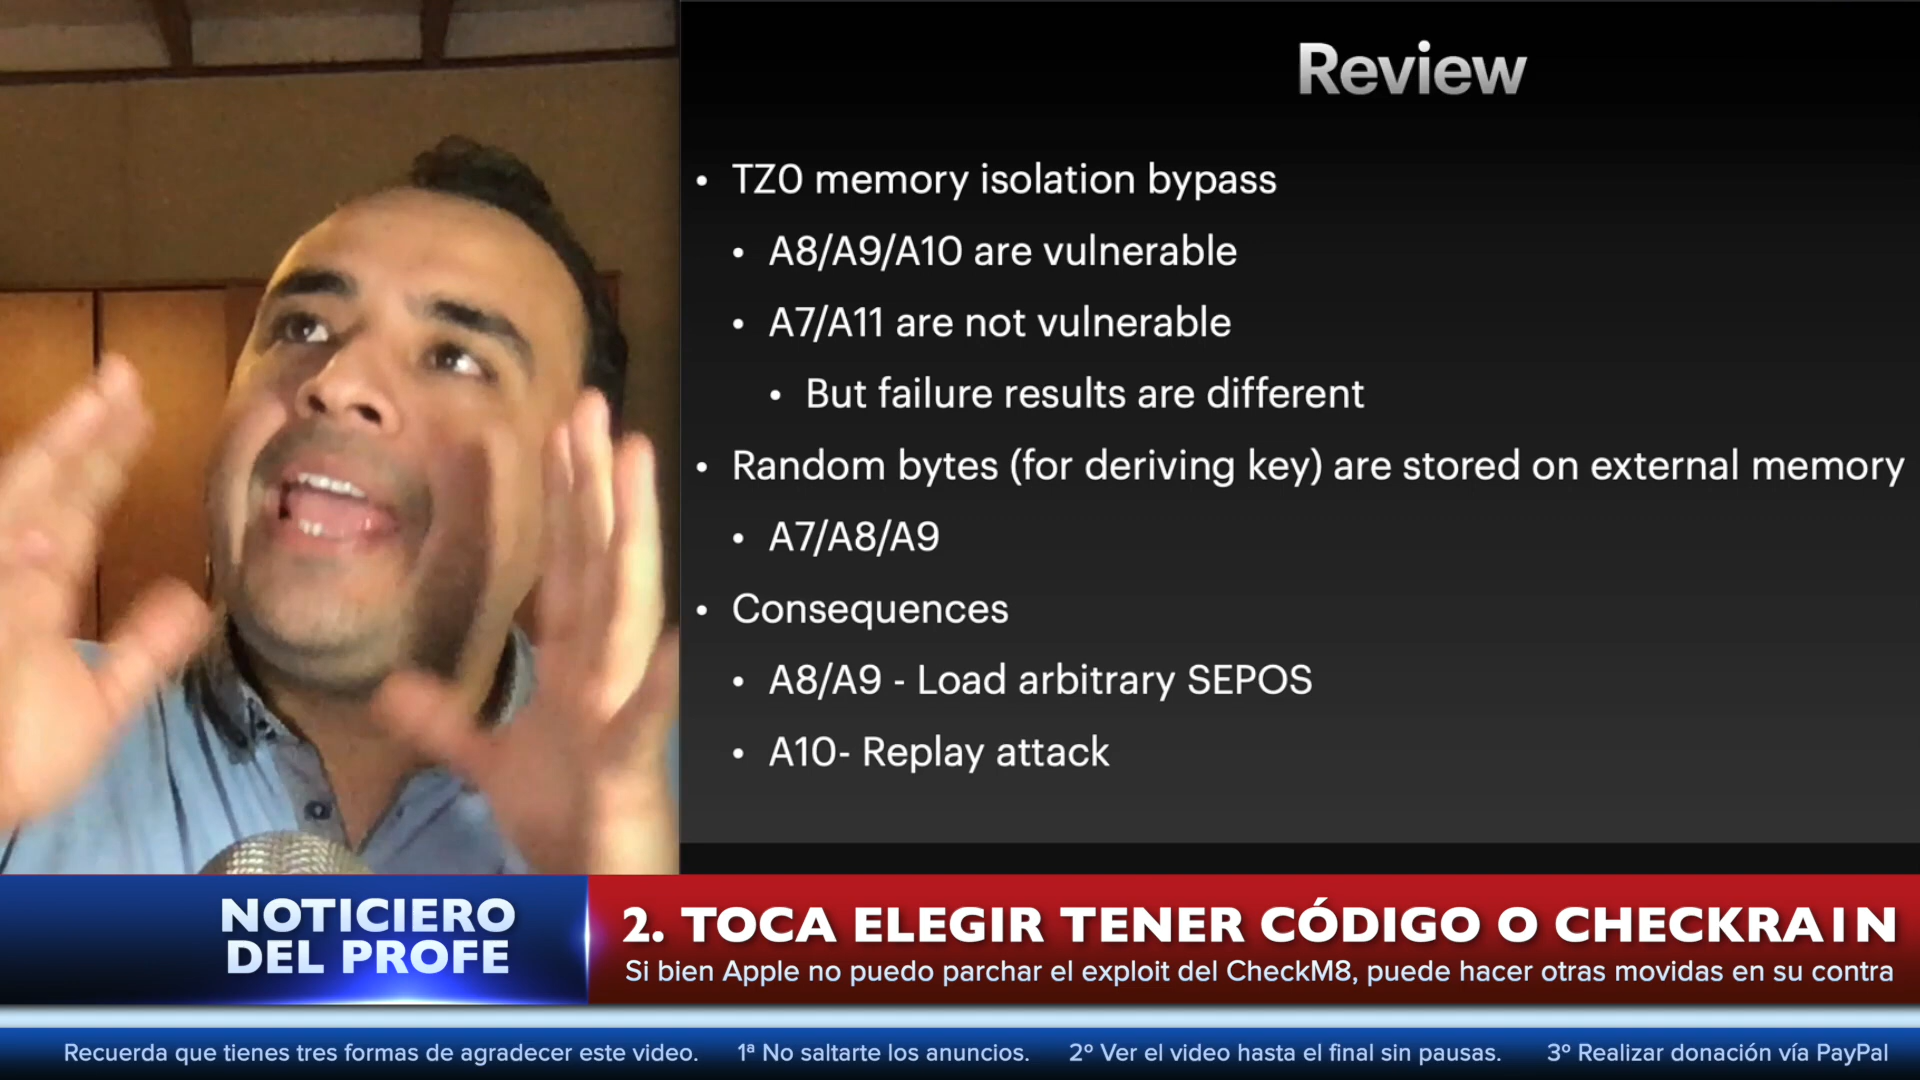 Review
• TZ0 memory isolation bypass
• A8/A9/A10 are vulnerable
• A7/A11 are not vulnerable
• But failure results are different
• Random bytes (for deriving key) are stored on external memory
• A7/A8/A9
• Consequences
• A8/A9 - Load arbitrary SEPOS
• A10- Replay attack
NOTICIERO
DEL PROFE
2. TOCA ELEGIR TENER CÓDIGO O CHECKRA1N
Si bien Apple no puedo parchar el exploit del CheckM8, puede hacer otras movidas en su contra
Recuerda que tienes tres formas de agradecer este video. 1ª No saltarte los anuncios. 2º Ver el video hasta el final sin pausas. 3º Realizar donación vía PayPal